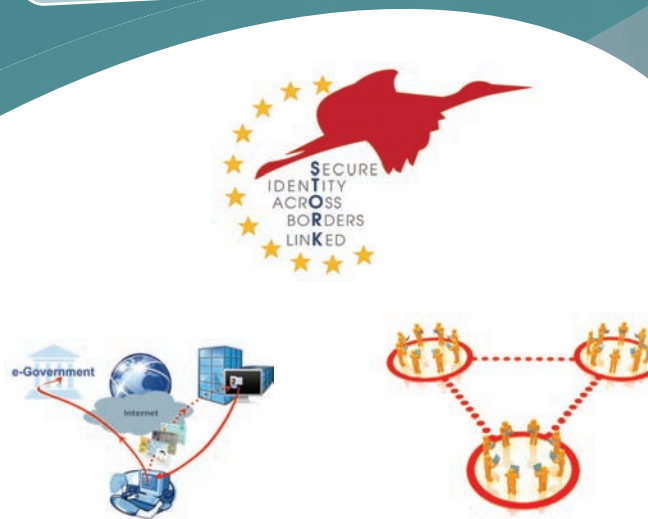 SECURE
IDENTITY
ACROSS
BORDERS
LINKED
e-Government
Internet